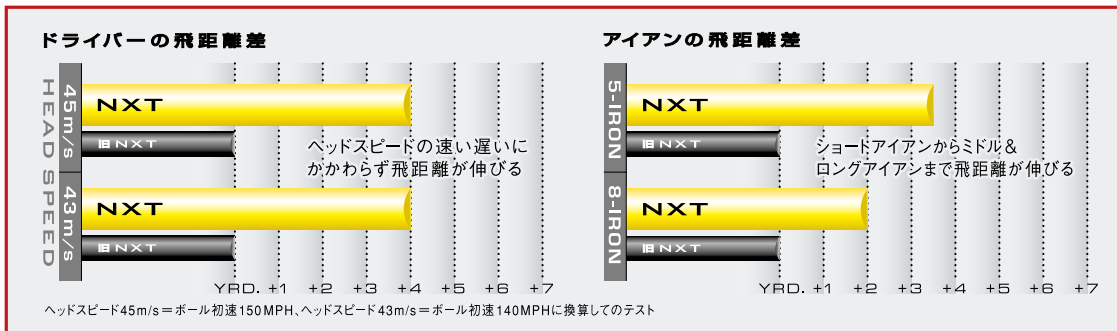 ドライバーの飛距離差
HEAD SPEED
45m/s
NXT
旧NXT
ヘッドスピードの速い遅いに
かかわらず飛距離が伸びる
43m/s
NXT
旧NXT
YRD. +1 +2 +3 +4 +5 +6 +7
アイアンの飛距離差
5-IRON
NXT
旧NXT
ショートアイアンからミドル&
ロングアイアンまで飛距離が伸びる
8-IRON
NXT
旧NXT
YRD. +1 +2 +3 +4 +5 +6 +7
ヘッドスピード45m/s=ボール初速150MPH、ヘッドスピード43m/s=ボール初速140MPHに換算してのテスト